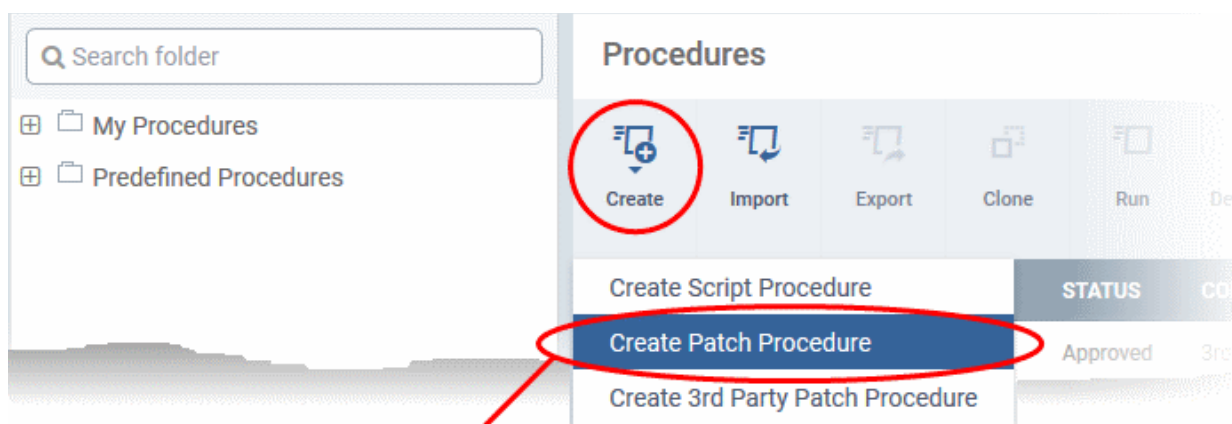 Search folder
My Procedures
Predefined Procedures
Procedures
Create Import Export Clone Run
Create Script Procedure
Create Patch Procedure
Create 3rd Party Patch Procedure
STATUS
Approved